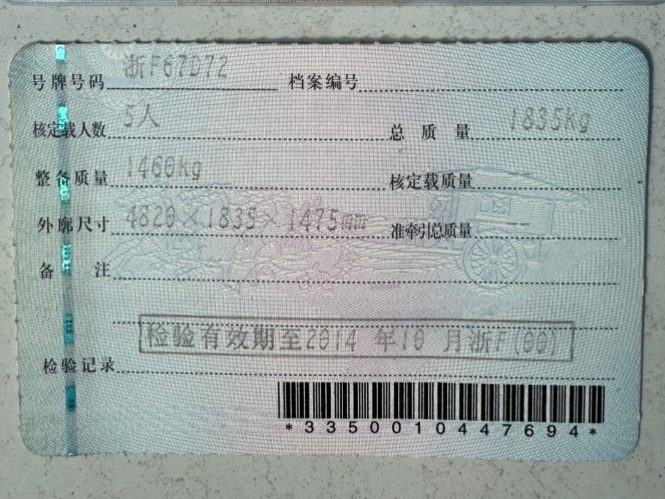 号牌号码 浙F67D72 档案编号
核定载人数 5人 总质量 1835kg
整备质量 1460kg 核定载质量 --
外廓尺寸 4820×1835×1475mm 准牵引总质量 --
备注
检验有效期至2014 年10 月浙F(00)
检验记录
*3350010447694*